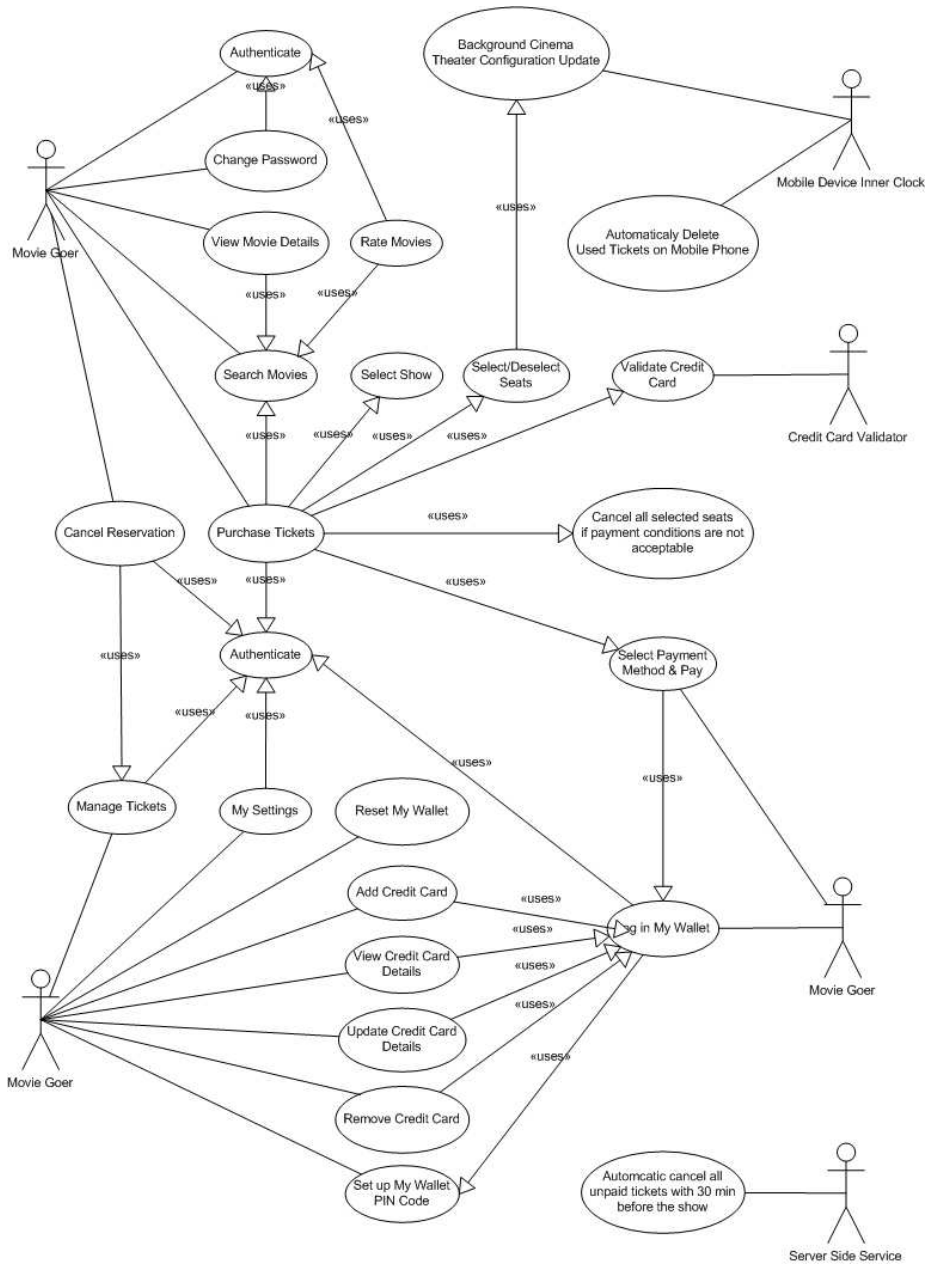 Authenticate
Background Cinema
Theater Configuration Update
«uses»
«uses»
Change Password
Mobile Device Inner Clock
Movie Goer
View Movie Details
Rate Movies
«uses»
Automaticaly Delete
Used Tickets on Mobile Phone
«uses»
«uses»
Search Movies
Select Show
Select/Deselect
Seats
Validate Credit
Card
Credit Card Validator
«uses»
«uses»
«uses»
«uses»
Cancel Reservation
Purchase Tickets
«uses»
Cancel all selected seats
if payment conditions are not
acceptable
«uses»
«uses»
«uses»
Authenticate
Select Payment
Method & Pay
«uses»
«uses»
«uses»
«uses»
«uses»
Manage Tickets
My Settings
Reset My Wallet
Add Credit Card
«uses»
in My Wallet
«uses»
View Credit Card
Details
«uses»
Movie Goer
Update Credit Card
Details
«uses»
«uses»
Movie Goer
Remove Credit Card
Set up My Wallet
PIN Code
Automcatic cancel all
unpaid tickets with 30 min
before the show
Server Side Service